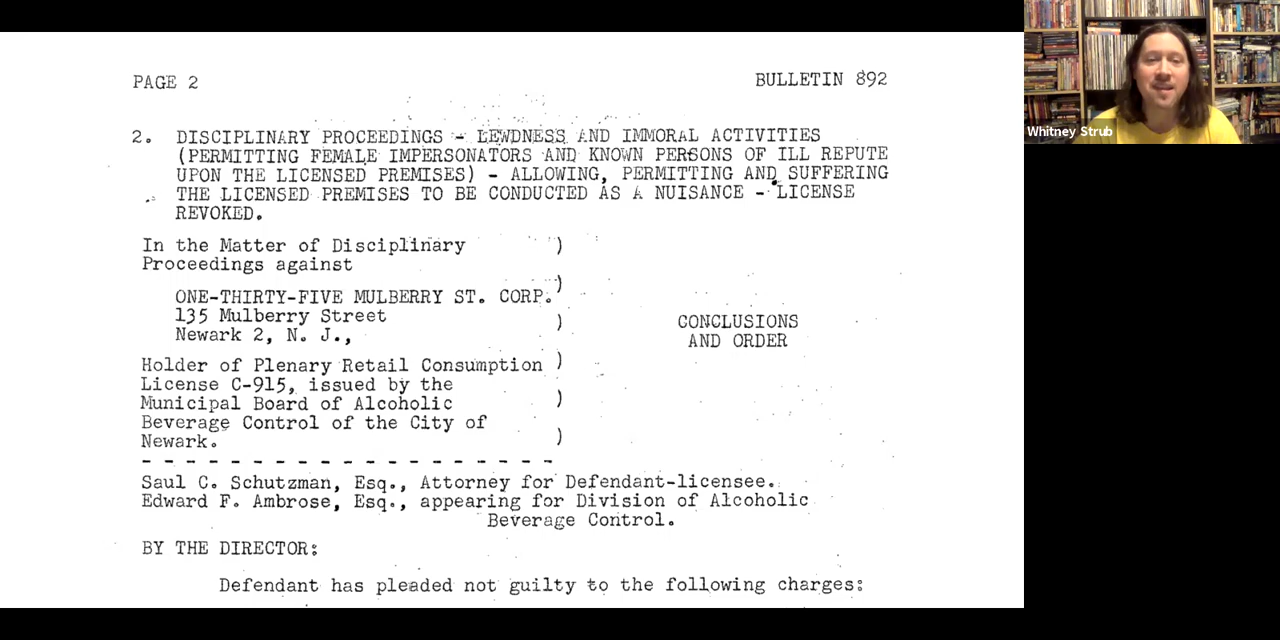 PAGE 2 BULLETIN 892
2. DISCIPLINARY PROCEEDINGS - LEWDNESS AND IMMORAL ACTIVITIES
(PERMITTING FEMALE IMPERSONATORS AND KNOWN PERSONS OF ILL REPUTE
UPON THE LICENSED PREMISES) - ALLOWING, PERMITTING AND SUFFERING
THE LICENSED PREMISES TO BE CONDUCTED AS A NUISANCE - LICENSE
REVOKED.
In the Matter of Disciplinary )
Proceedings against
)
ONE-THIRTY-FIVE MULBERRY ST. CORP.
135 Mulberry Street )
Newark 2, N. J.,
CONCLUSIONS
AND ORDER
Holder of Plenary Retail Consumption )
License C-915, issued by the
Municipal Board of Alcoholic )
Beverage Control of the City of
Newark. )
- - - - - - - - - - - - - - - - - - -
Saul C. Schutzman, Esq., Attorney for Defendant-licensee.
Edward F. Ambrose, Esq., appearing for Division of Alcoholic
Beverage Control.
BY THE DIRECTOR:
Defendant has pleaded not guilty to the following charges:
Whitney Strub